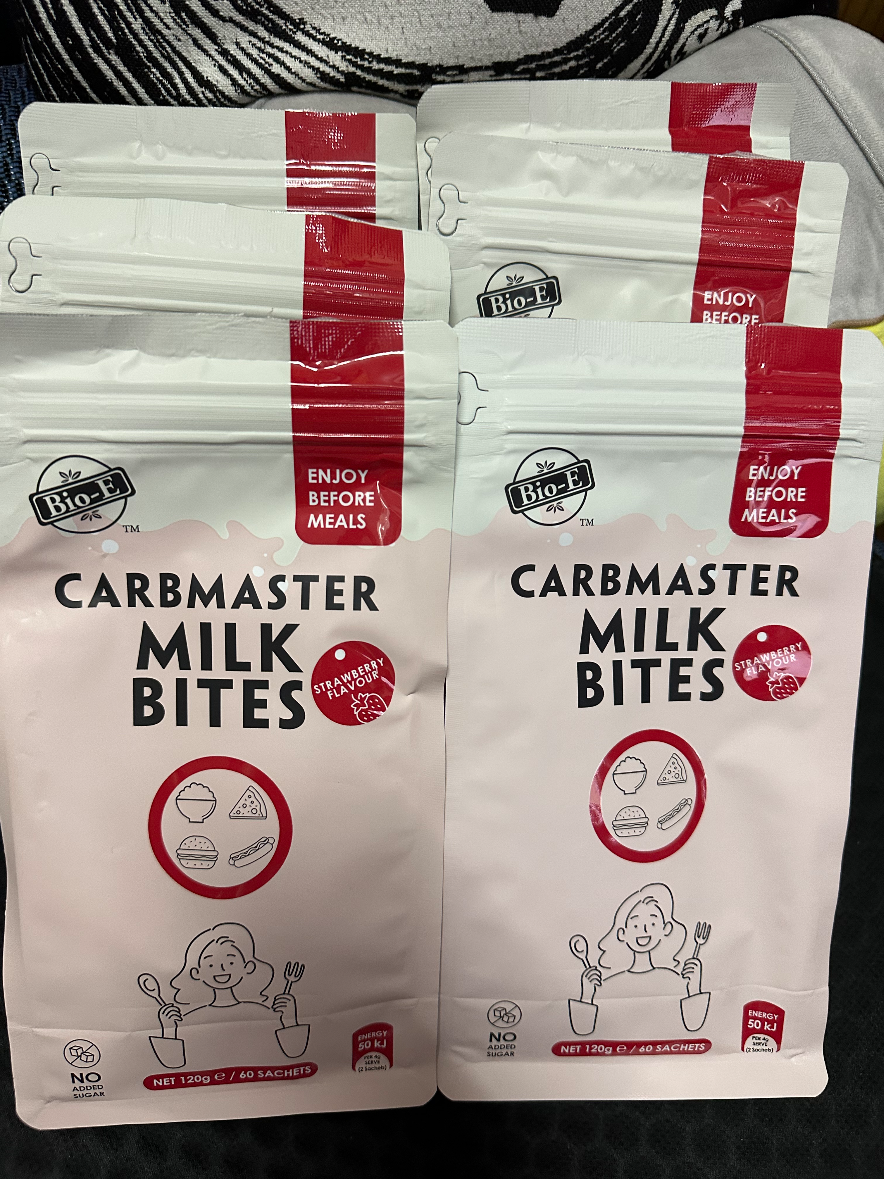 Bio-E
ENJOY
BEFORE
Bio-E
TM
ENJOY
BEFORE
MEALS
CARBMASTER
MILK
BITES
STRAWBERRY
FLAVOUR
NO
ADDED
SUGAR
NET 120g ℮ / 60 SACHETS
ENERGY
50 kJ
PER 4g
SERVE
(2 Sachets)
Bio-E
TM
ENJOY
BEFORE
MEALS
CARBMASTER
MILK
BITES
STRAWBERRY
FLAVOUR
NO
ADDED
SUGAR
NET 120g ℮ / 60 SACHETS
ENERGY
50 kJ
PER 4g
SERVE
(2 Sachets)